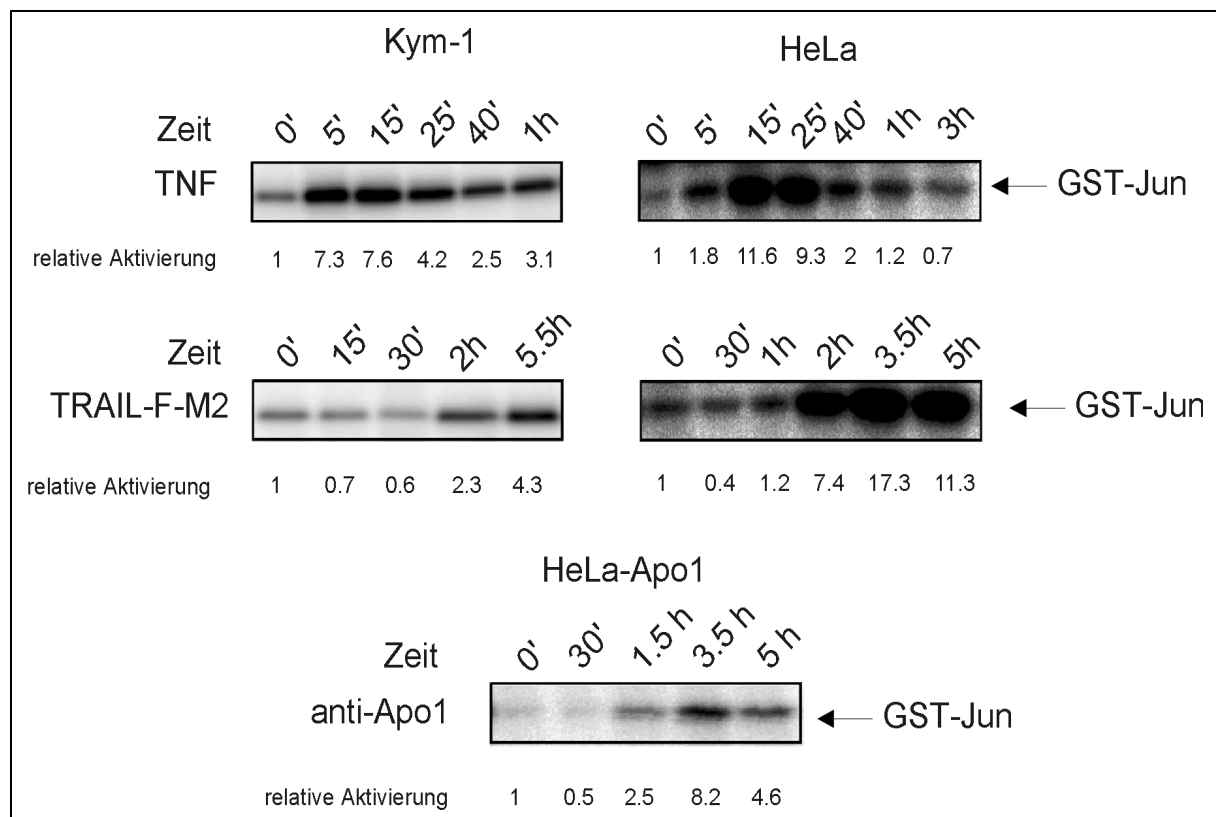 Kym-1 HeLa
Zeit 0' 5' 15' 25' 40' 1h 0' 5' 15' 25' 40' 1h 3h
TNF GST-Jun
relative Aktivierung 1 7.3 7.6 4.2 2.5 3.1 1 1.8 11.6 9.3 2 1.2 0.7
Zeit 0' 15' 30' 2h 5.5h 0' 30' 1h 2h 3.5h 5h
TRAIL-F-M2 GST-Jun
relative Aktivierung 1 0.7 0.6 2.3 4.3 1 0.4 1.2 7.4 17.3 11.3
HeLa-Apo1
Zeit 0' 30' 1.5 h 3.5 h 5 h
anti-Apo1 GST-Jun
relative Aktivierung 1 0.5 2.5 8.2 4.6